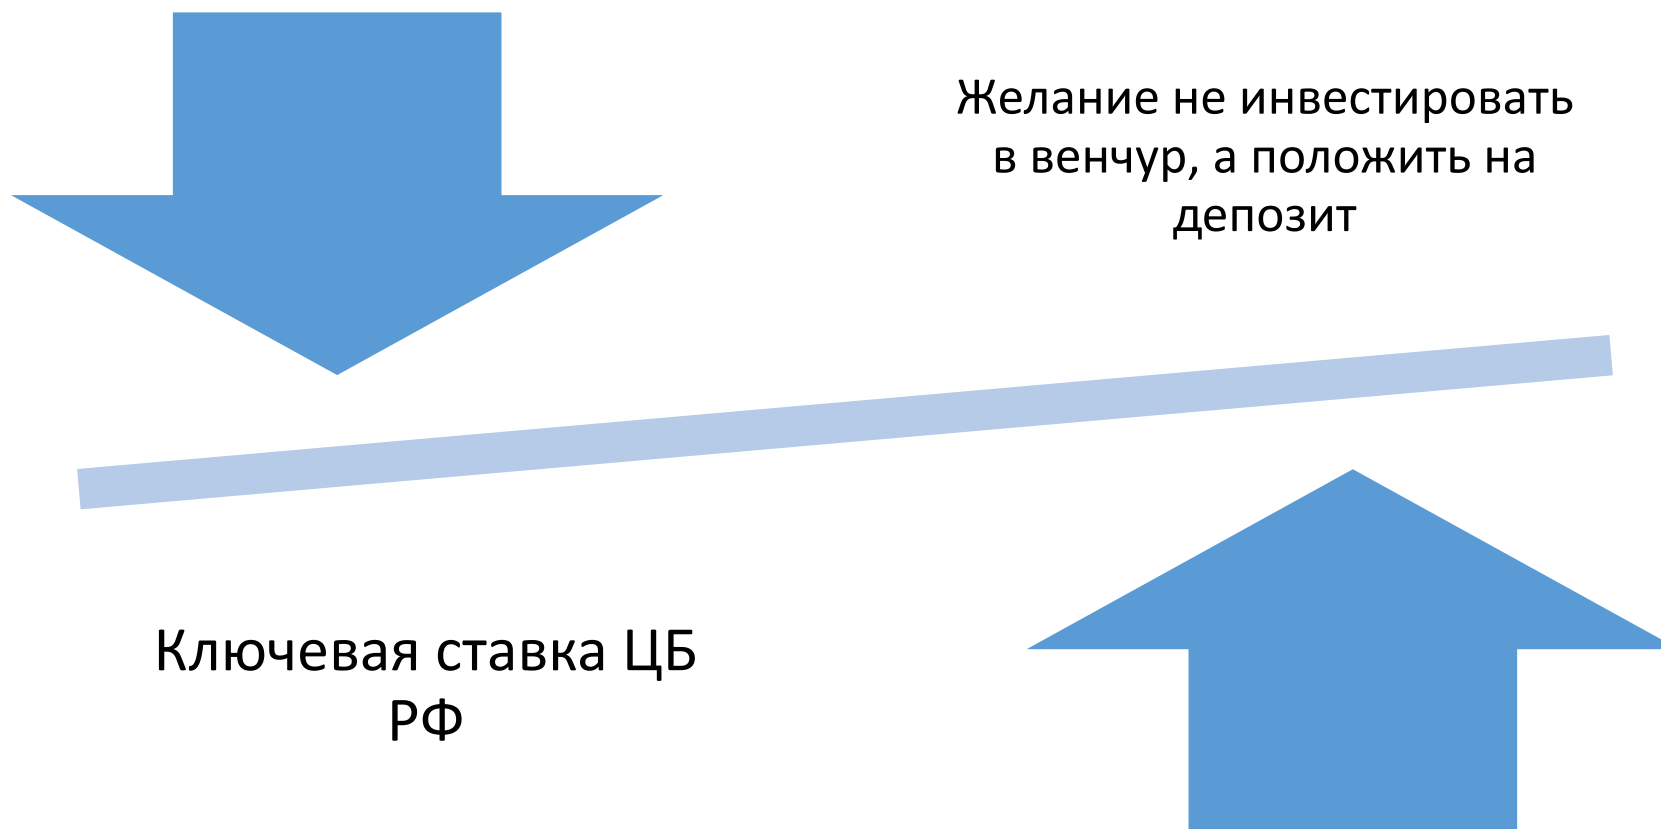 Желание не инвестировать
в венчур, а положить на
депозит
Ключевая ставка ЦБ
РФ